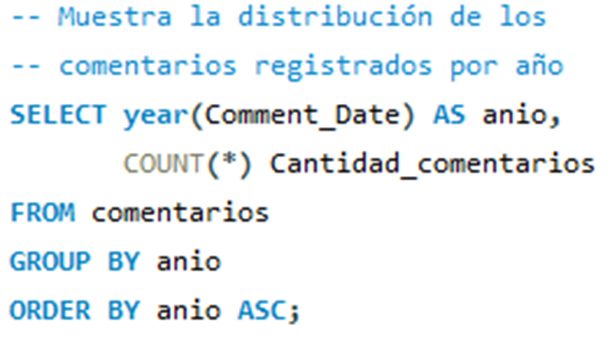 -- Muestra la distribución de los
-- comentarios registrados por año
SELECT year(Comment_Date) AS anio,
COUNT(*) Cantidad_comentarios
FROM comentarios
GROUP BY anio
ORDER BY anio ASC;